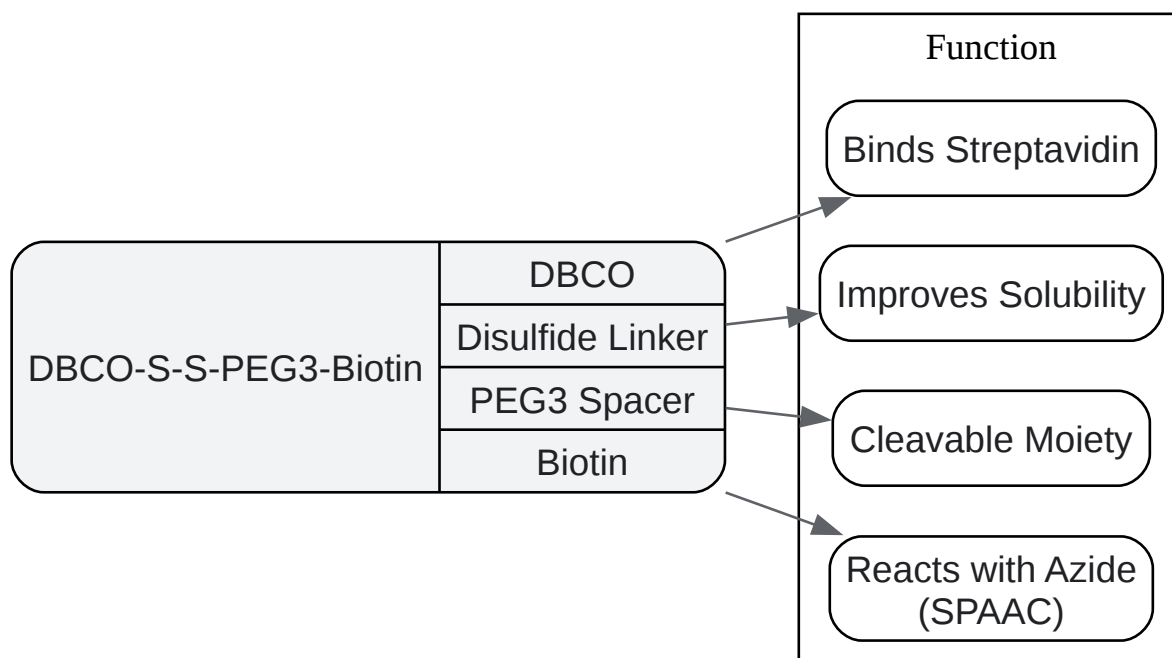 DBCO-S-S-PEG3-Biotin
DBCO
Disulfide Linker
PEG3 Spacer
Biotin
Function
Binds Streptavidin
Improves Solubility
Cleavable Moiety
Reacts with Azide
(SPAAC)